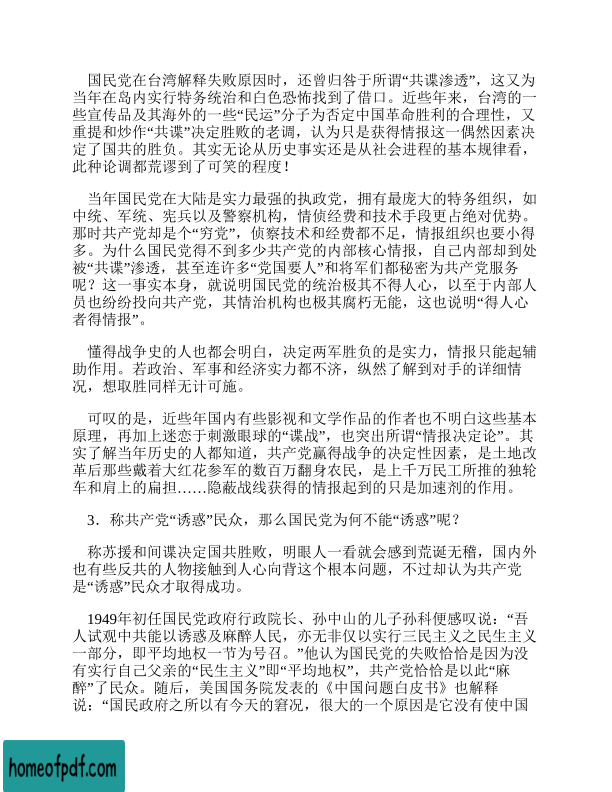 国民党在台湾解释失败原因时，还曾归咎于所谓“共谍渗透”，这又为
当年在岛内实行特务统治和白色恐怖找到了借口。近些年来，台湾的一
些宣传品及其海外的一些“民运”分子为否定中国革命胜利的合理性，又
重提和炒作“共谍”决定胜败的老调，认为只是获得情报这一偶然因素决
定了国共的胜负。其实无论从历史事实还是从社会进程的基本规律看，
此种论调都荒谬到了可笑的程度！
当年国民党在大陆是实力最强的执政党，拥有最庞大的特务组织，如
中统、军统、宪兵以及警察机构，情侦经费和技术手段更占绝对优势。
那时共产党却是个“穷党”，侦察技术和经费都不足，情报组织也要小得
多。为什么国民党得不到多少共产党的内部核心情报，自己内部却到处
被“共谍”渗透，甚至连许多“党国要人”和将军们都秘密为共产党服务
呢？这一事实本身，就说明国民党的统治极其不得人心，以至于内部人
员也纷纷投向共产党，其情治机构也极其腐朽无能，这也说明“得人心
者得情报”。
懂得战争史的人也都会明白，决定两军胜负的是实力，情报只能起辅
助作用。若政治、军事和经济实力都不济，纵然了解到对手的详细情
况，想取胜同样无计可施。
可叹的是，近些年国内有些影视和文学作品的作者也不明白这些基本
原理，再加上迷恋于刺激眼球的“谍战”，也突出所谓“情报决定论”。其
实了解当年历史的人都知道，共产党赢得战争的决定性因素，是土地改
革后那些戴着大红花参军的数百万翻身农民，是上千万民工所推的独轮
车和肩上的扁担……隐蔽战线获得的情报起到的只是加速剂的作用。
3．称共产党“诱惑”民众，那么国民党为何不能“诱惑”呢？
称苏援和间谍决定国共胜败，明眼人一看就会感到荒诞无稽，国内外
也有些反共的人物接触到人心向背这个根本问题，不过却认为共产党
是“诱惑”民众才取得成功。
1949年初任国民党政府行政院长、孙中山的儿子孙科便感叹说：“吾
人试观中共能以诱惑及麻醉人民，亦无非仅以实行三民主义之民生主义
一部分，即平均地权一节为号召。”他认为国民党的失败恰恰是因为没
有实行自己父亲的“民生主义”即“平均地权”，共产党恰恰是以此“麻
醉”了民众。随后，美国国务院发表的《中国问题白皮书》也解释
说：“国民政府之所以有今天的窘况，很大的一个原因是它没有使中国
homeofpdf.com